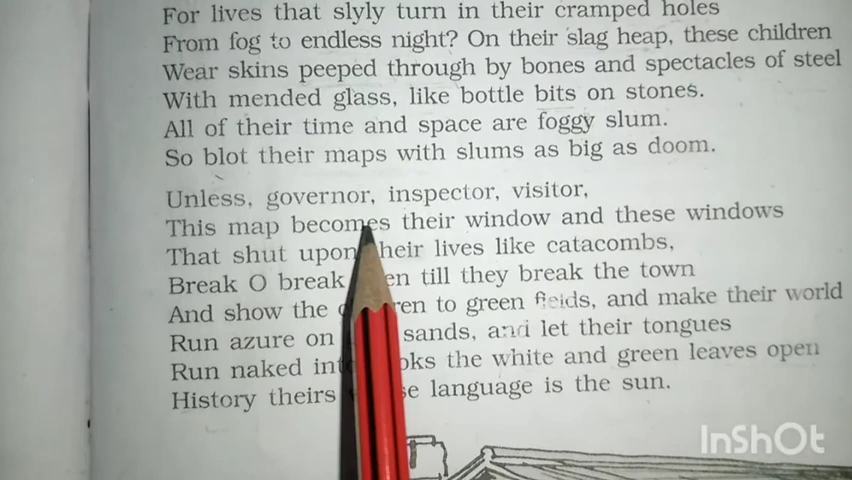 For lives that slyly turn in their cramped holes
From fog to endless night? On their slag heap, these children
Wear skins peeped through by bones and spectacles of steel
With mended glass, like bottle bits on stones.
All of their time and space are foggy slum.
So blot their maps with slums as big as doom.
Unless, governor, inspector, visitor,
This map becomes their window and these windows
That shut upon their lives like catacombs,
Break O break till they break the town
And show the to green fields, and make their world
Run azure on sands, and let their tongues
Run naked into the white and green leaves open
History theirs language is the sun.
InShOt